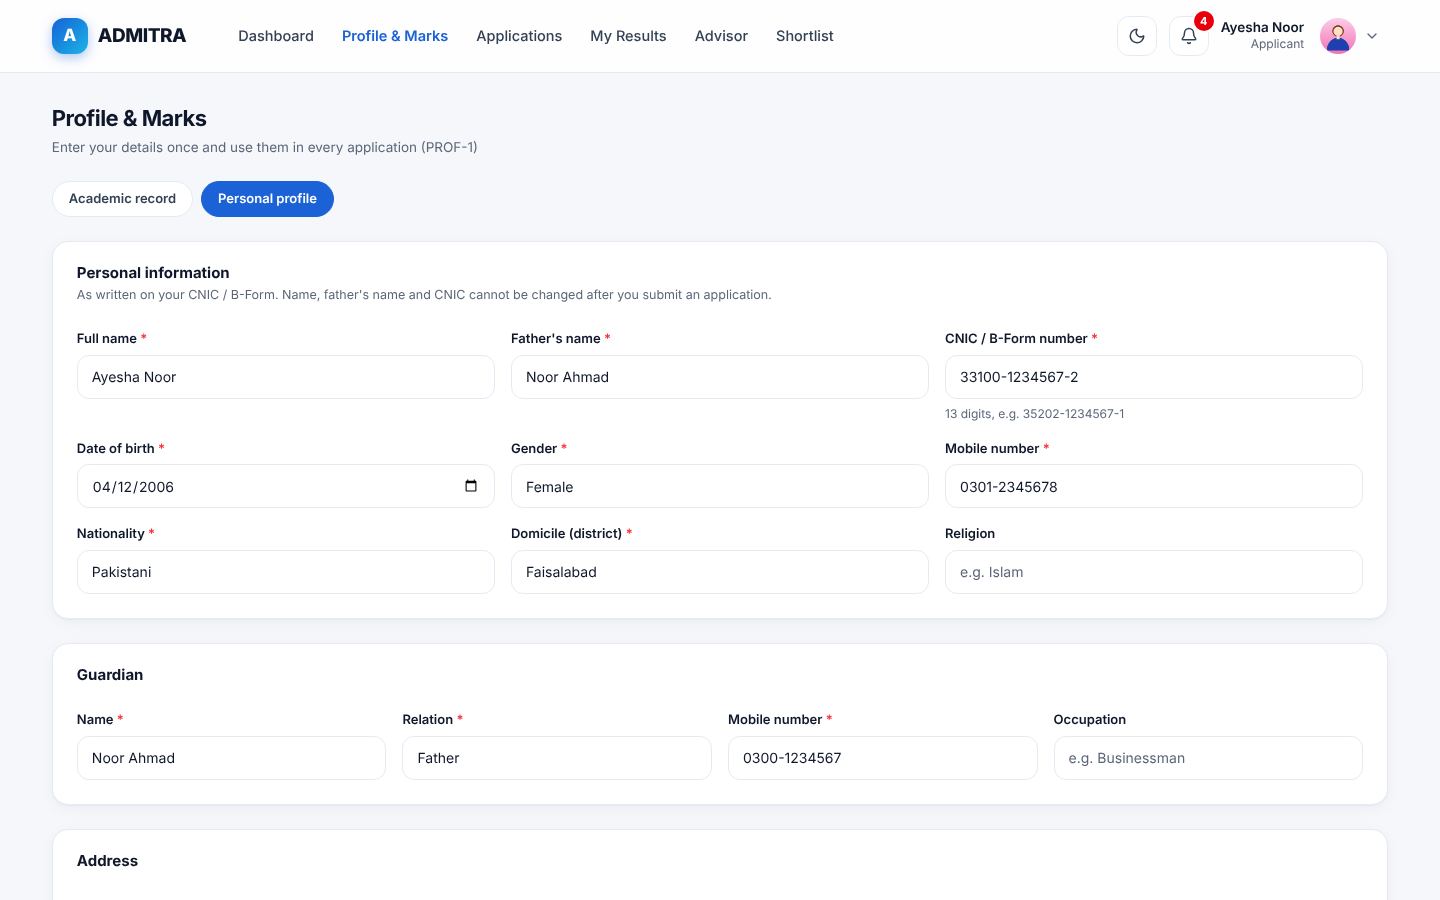 A ADMITRA Dashboard Profile & Marks Applications My Results Advisor Shortlist 4 Ayesha Noor
Applicant
Profile & Marks
Enter your details once and use them in every application (PROF-1)
Academic record Personal profile
Personal information
As written on your CNIC / B-Form. Name, father's name and CNIC cannot be changed after you submit an application.
Full name * Father's name * CNIC / B-Form number *
Ayesha Noor Noor Ahmad 33100-1234567-2
13 digits, e.g. 35202-1234567-1
Date of birth * Gender * Mobile number *
04/12/2006 Female 0301-2345678
Nationality * Domicile (district) * Religion
Pakistani Faisalabad e.g. Islam
Guardian
Name * Relation * Mobile number * Occupation
Noor Ahmad Father 0300-1234567 e.g. Businessman
Address